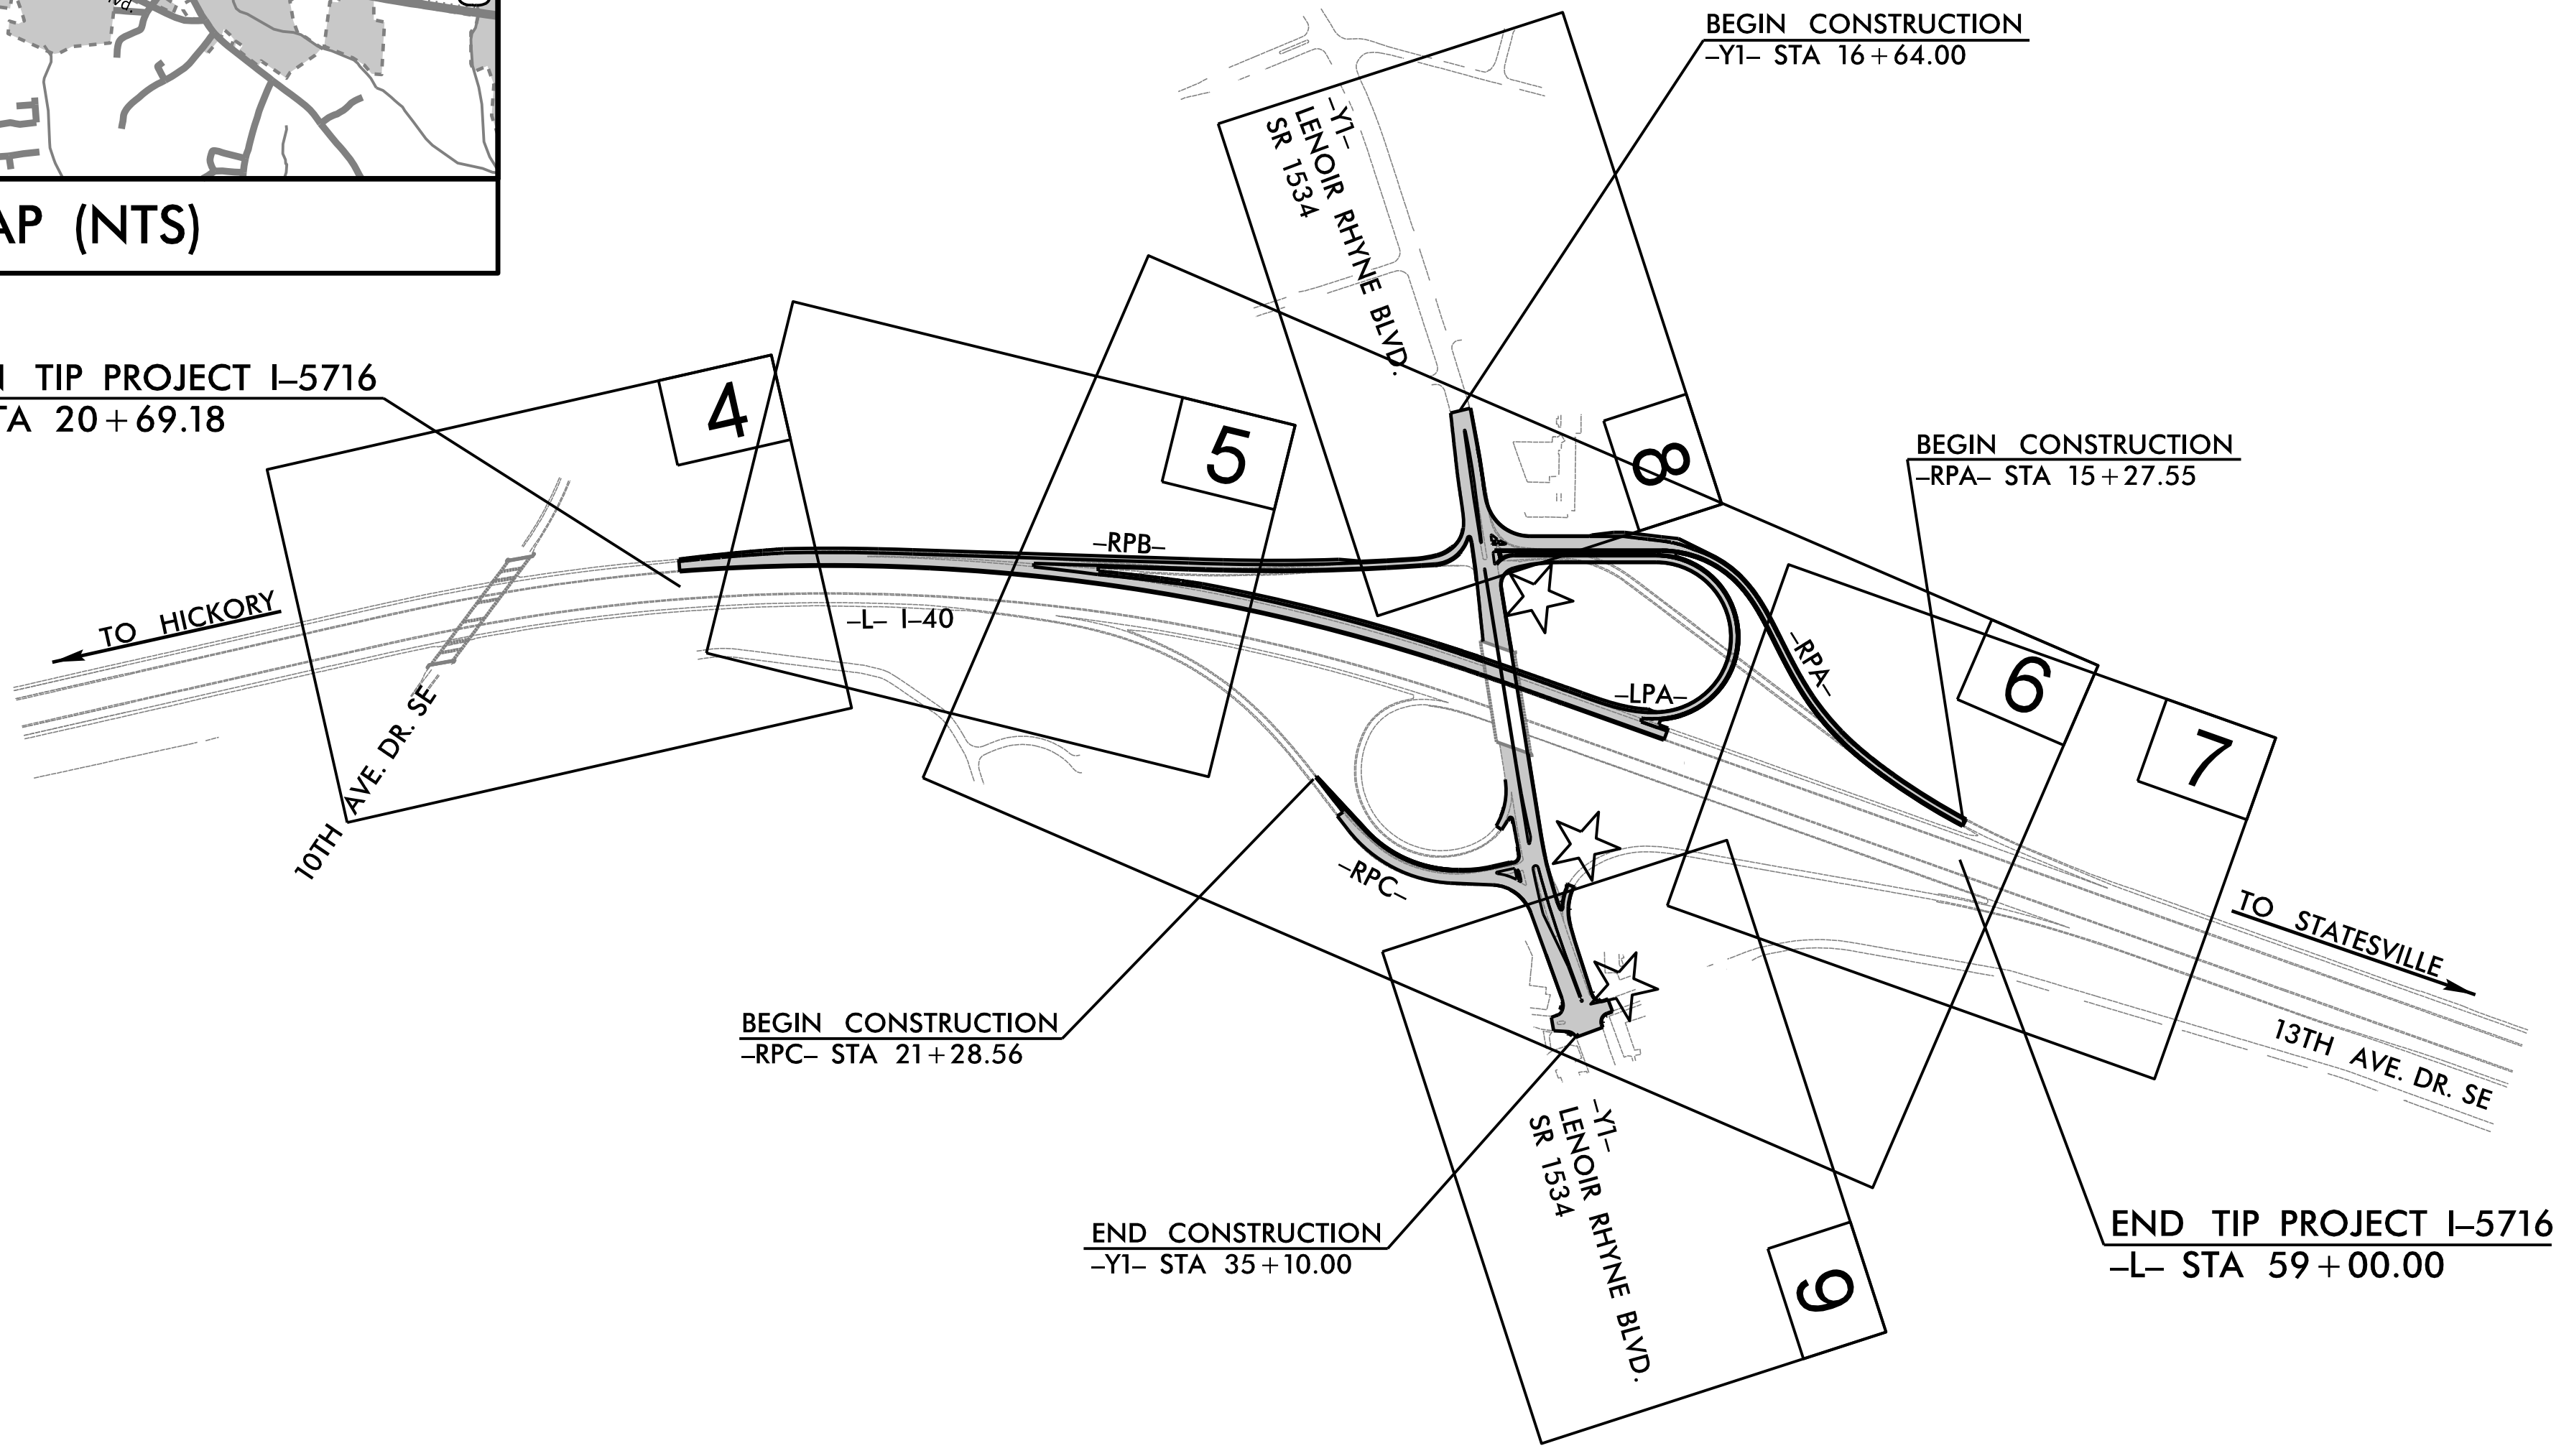 vd.
AP (NTS)
TIP PROJECT I–5716
TA 20+69.18
BEGIN CONSTRUCTION
–Y1– STA 16+64.00
–Y1–
LENOIR RHYNE BLVD.
SR 1534
4
5
8
BEGIN CONSTRUCTION
–RPA– STA 15+27.55
–RPB–
TO HICKORY
–L– I–40
–RPA–
–LPA–
6
7
10TH AVE. DR. SE
–RPC–
TO STATESVILLE
BEGIN CONSTRUCTION
–RPC– STA 21+28.56
13TH AVE. DR. SE
–Y1–
LENOIR RHYNE BLVD.
SR 1534
END CONSTRUCTION
–Y1– STA 35+10.00
9
END TIP PROJECT I–5716
–L– STA 59+00.00